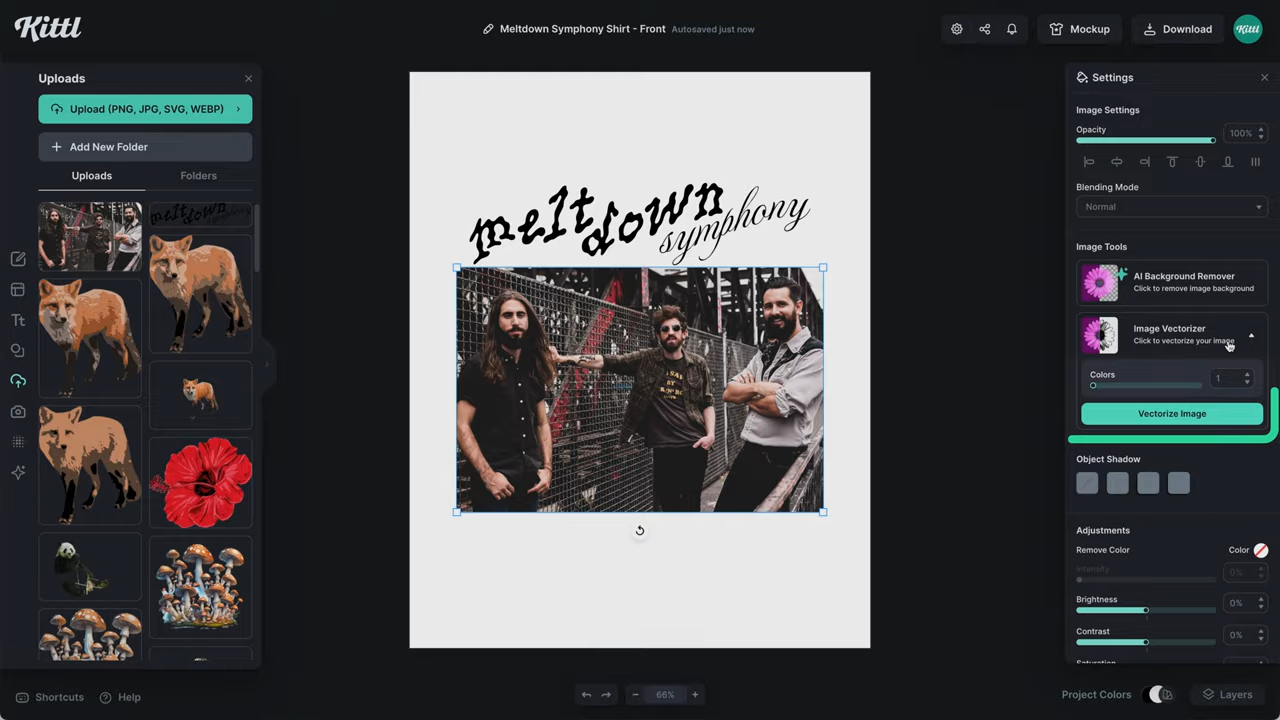 Kittl
Meltdown Symphony Shirt - Front Autosaved just now
Mockup
Download
Kittl
Uploads
Upload (PNG, JPG, SVG, WEBP)
Add New Folder
Uploads
Folders
meltdown
symphony
meltdown
symphony
Settings
Image Settings
Opacity
100%
Blending Mode
Normal
Image Tools
AI Background Remover
Click to remove image background
Image Vectorizer
Click to vectorize your image
Colors
1
Vectorize Image
Object Shadow
Adjustments
Remove Color
Color
Intensity
0%
Brightness
0%
Contrast
0%
Saturation
Shortcuts
Help
66%
Project Colors
Layers